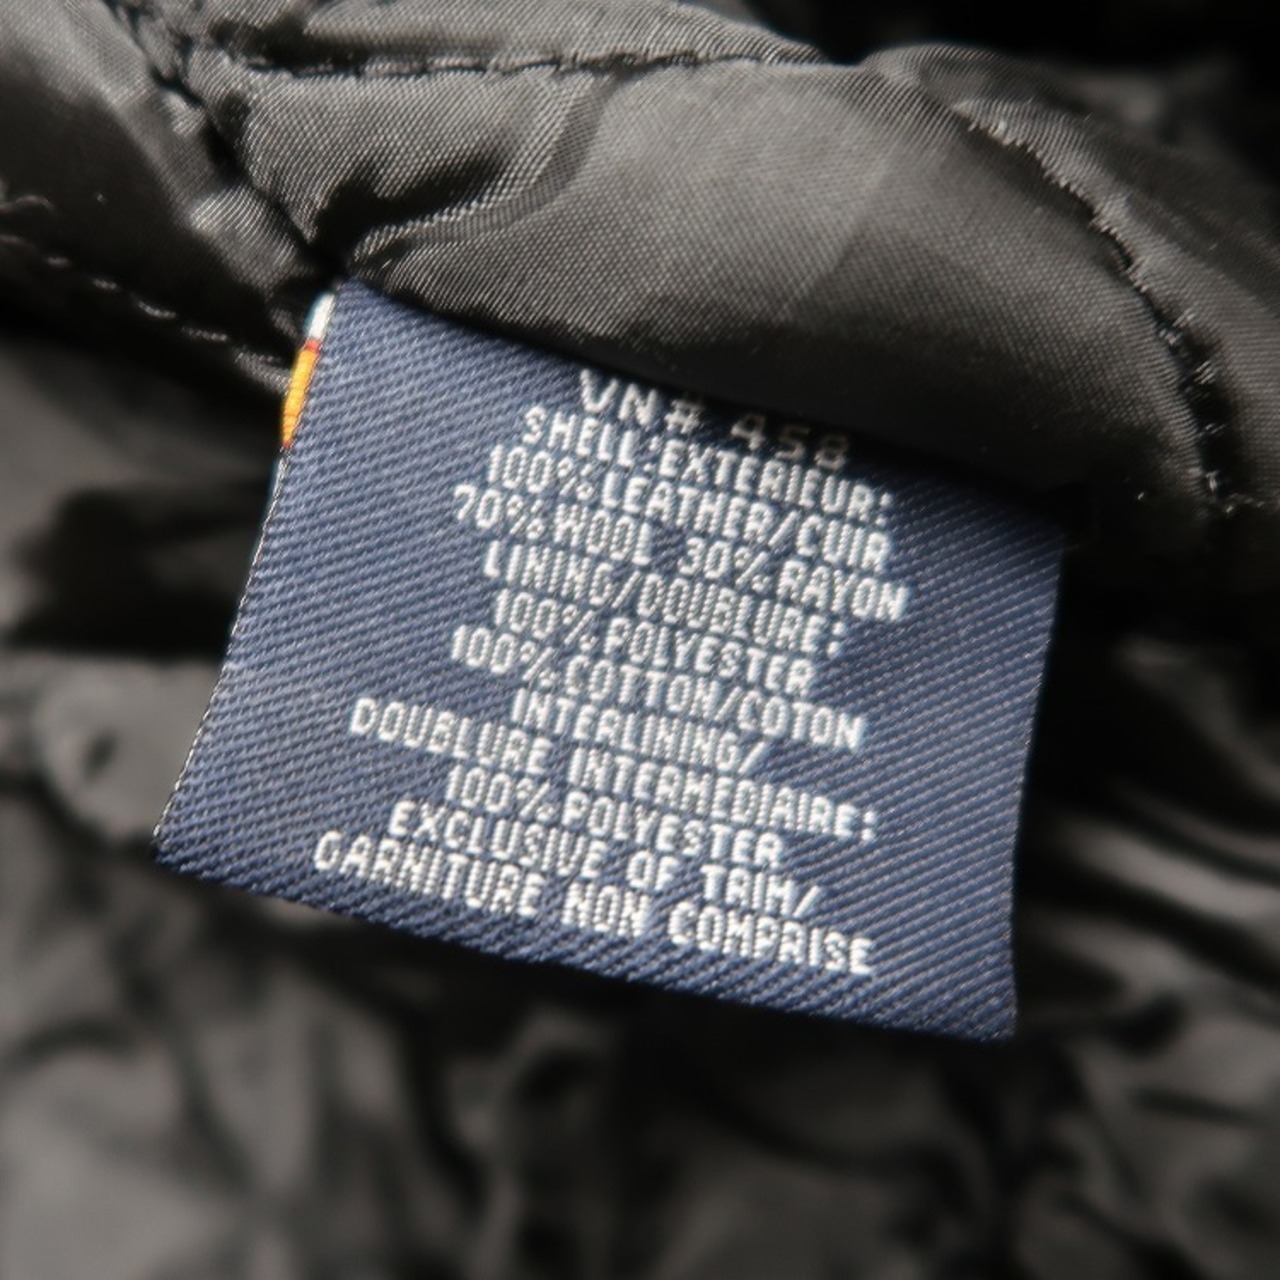 VN# 458
SHELL:EXTERIEUR:
100%LEATHER/CUIR
70%WOOL 30%RAYON
LINING/DOUBLURE:
100%POLYESTER
100%COTTON/COTON
INTERLINING/
DOUBLURE INTERMEDIAIRE:
100%POLYESTER
EXCLUSIVE OF TRIM/
GARNITURE NON COMPRISE